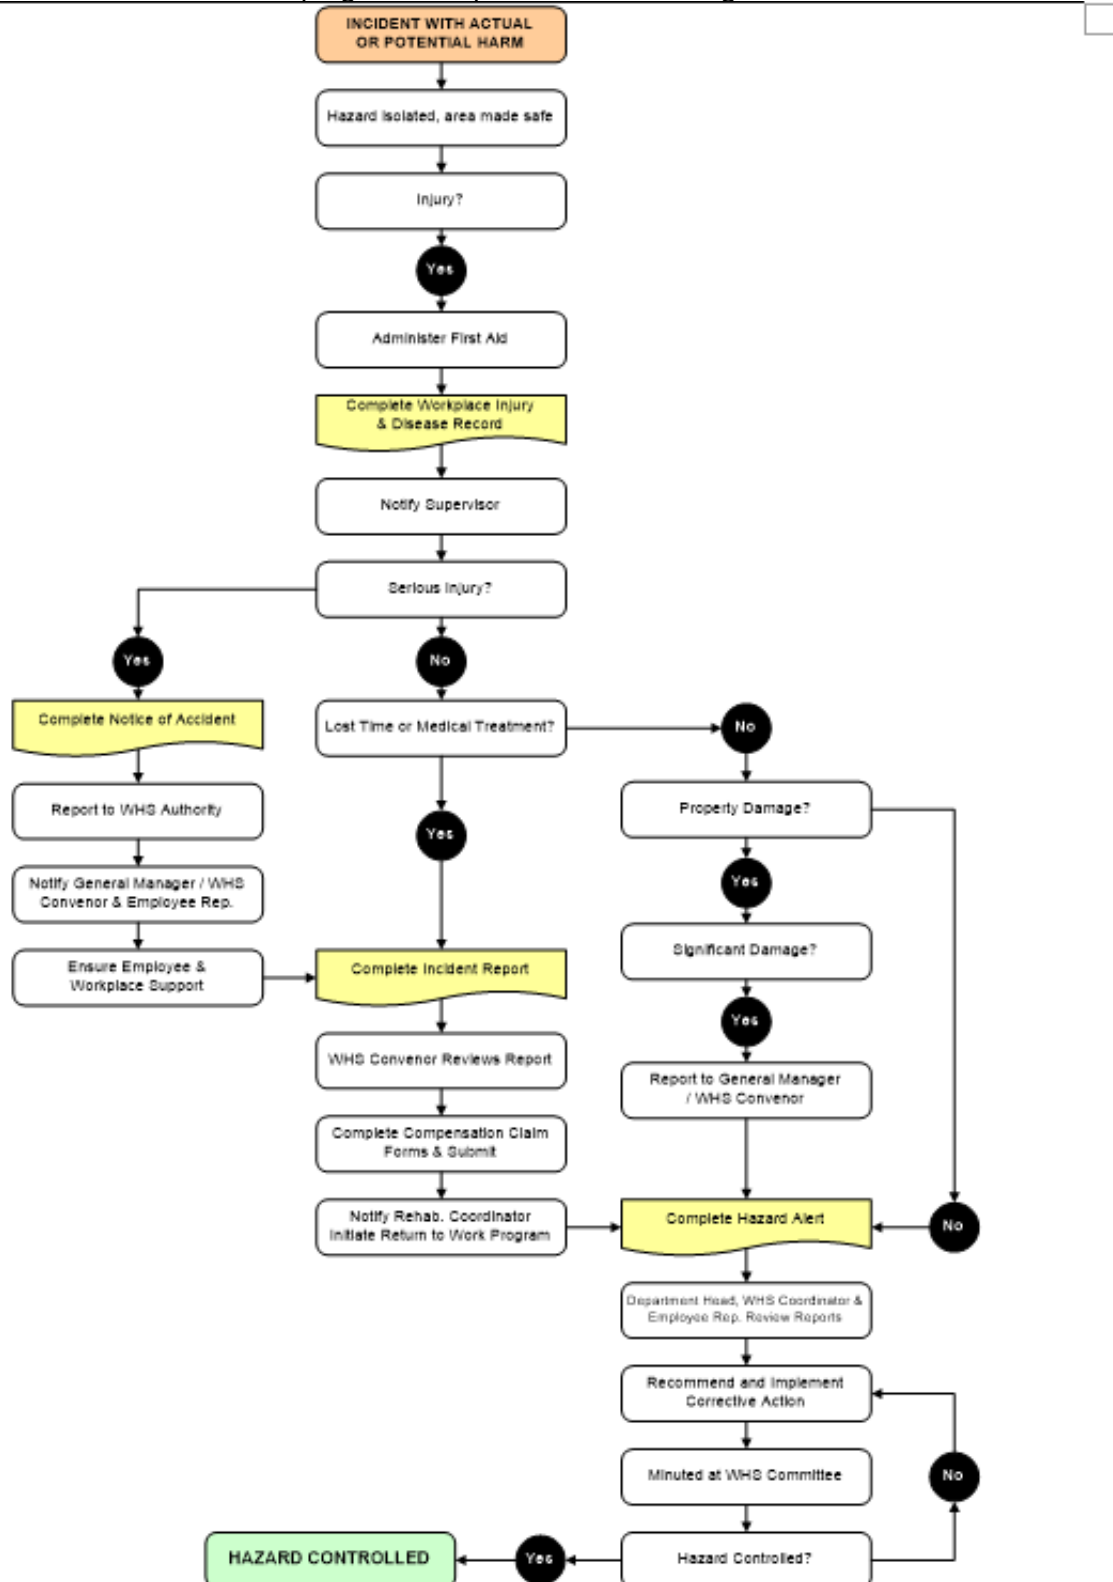 INCIDENT WITH ACTUAL
OR POTENTIAL HARM
Hazard Isolated, area made safe
Injury?
Yes
Administer First Aid
Complete Workplace Injury
& Disease Record
Notify Supervisor
Serious Injury?
Yes
No
Complete Notice of Accident
Lost Time or Medical Treatment?
No
Report to WHS Authority
Property Damage?
Yes
Notify General Manager / WHS
Convenor & Employee Rep.
Yes
Significant Damage?
Ensure Employee &
Workplace Support
Complete Incident Report
Yes
WHS Convenor Reviews Report
Report to General Manager
/ WHS Convenor
Complete Compensation Claim
Forms & Submit
Notify Rehab. Coordinator
Initiate Return to Work Program
Complete Hazard Alert
No
Department Head, WHS Coordinator &
Employee Rep. Review Reports
Recommend and Implement
Corrective Action
Minuted at WHS Committee
No
HAZARD CONTROLLED
Yes
Hazard Controlled?